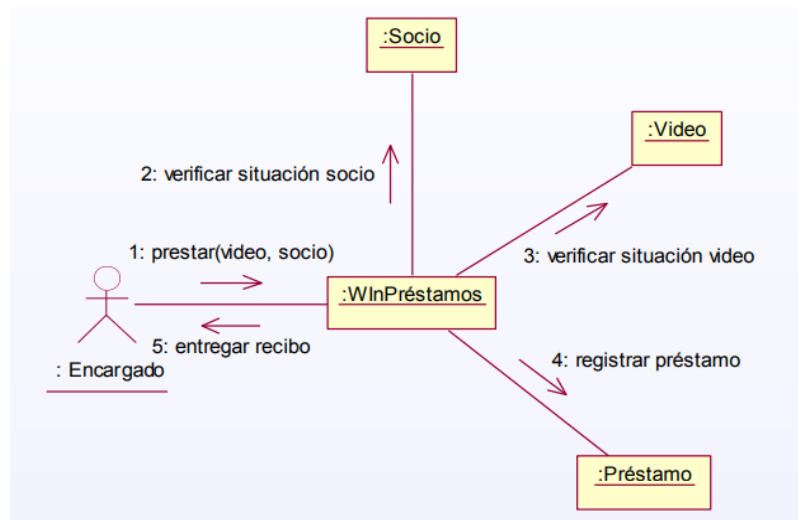 :Socio
:Video
2: verificar situación socio
1: prestar(video, socio)
3: verificar situación video
:WInPréstamos
5: entregar recibo
4: registrar préstamo
: Encargado
:Préstamo